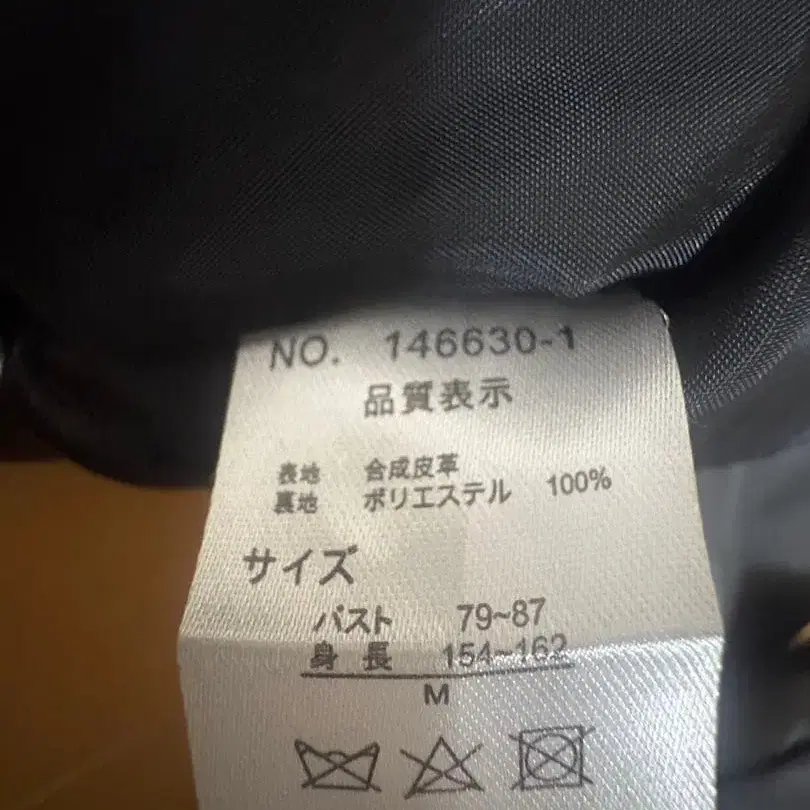 NO. 146630-1
品質表示
表地 合成皮革
裏地 ポリエステル 100%
サイズ
バスト 79~87
身長 154~162
M